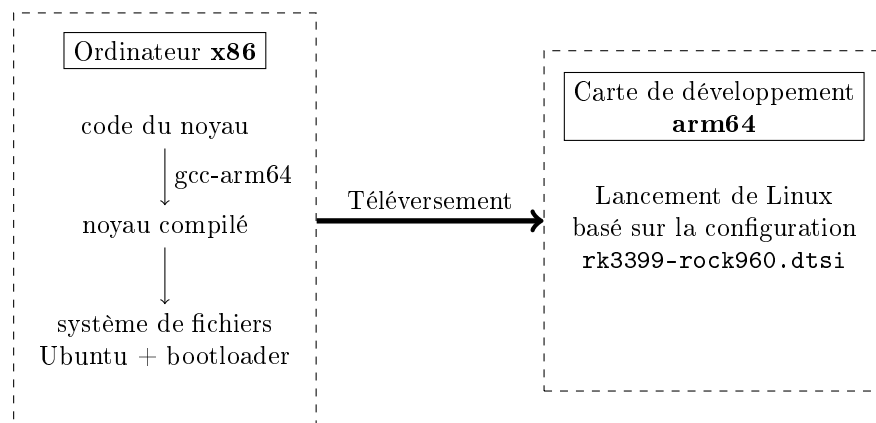 Ordinateur x86
code du noyau
gcc-arm64
noyau compilé
système de fichiers
Ubuntu + bootloader
Téléversement
Carte de développement
arm64
Lancement de Linux
basé sur la configuration
rk3399-rock960.dtsi